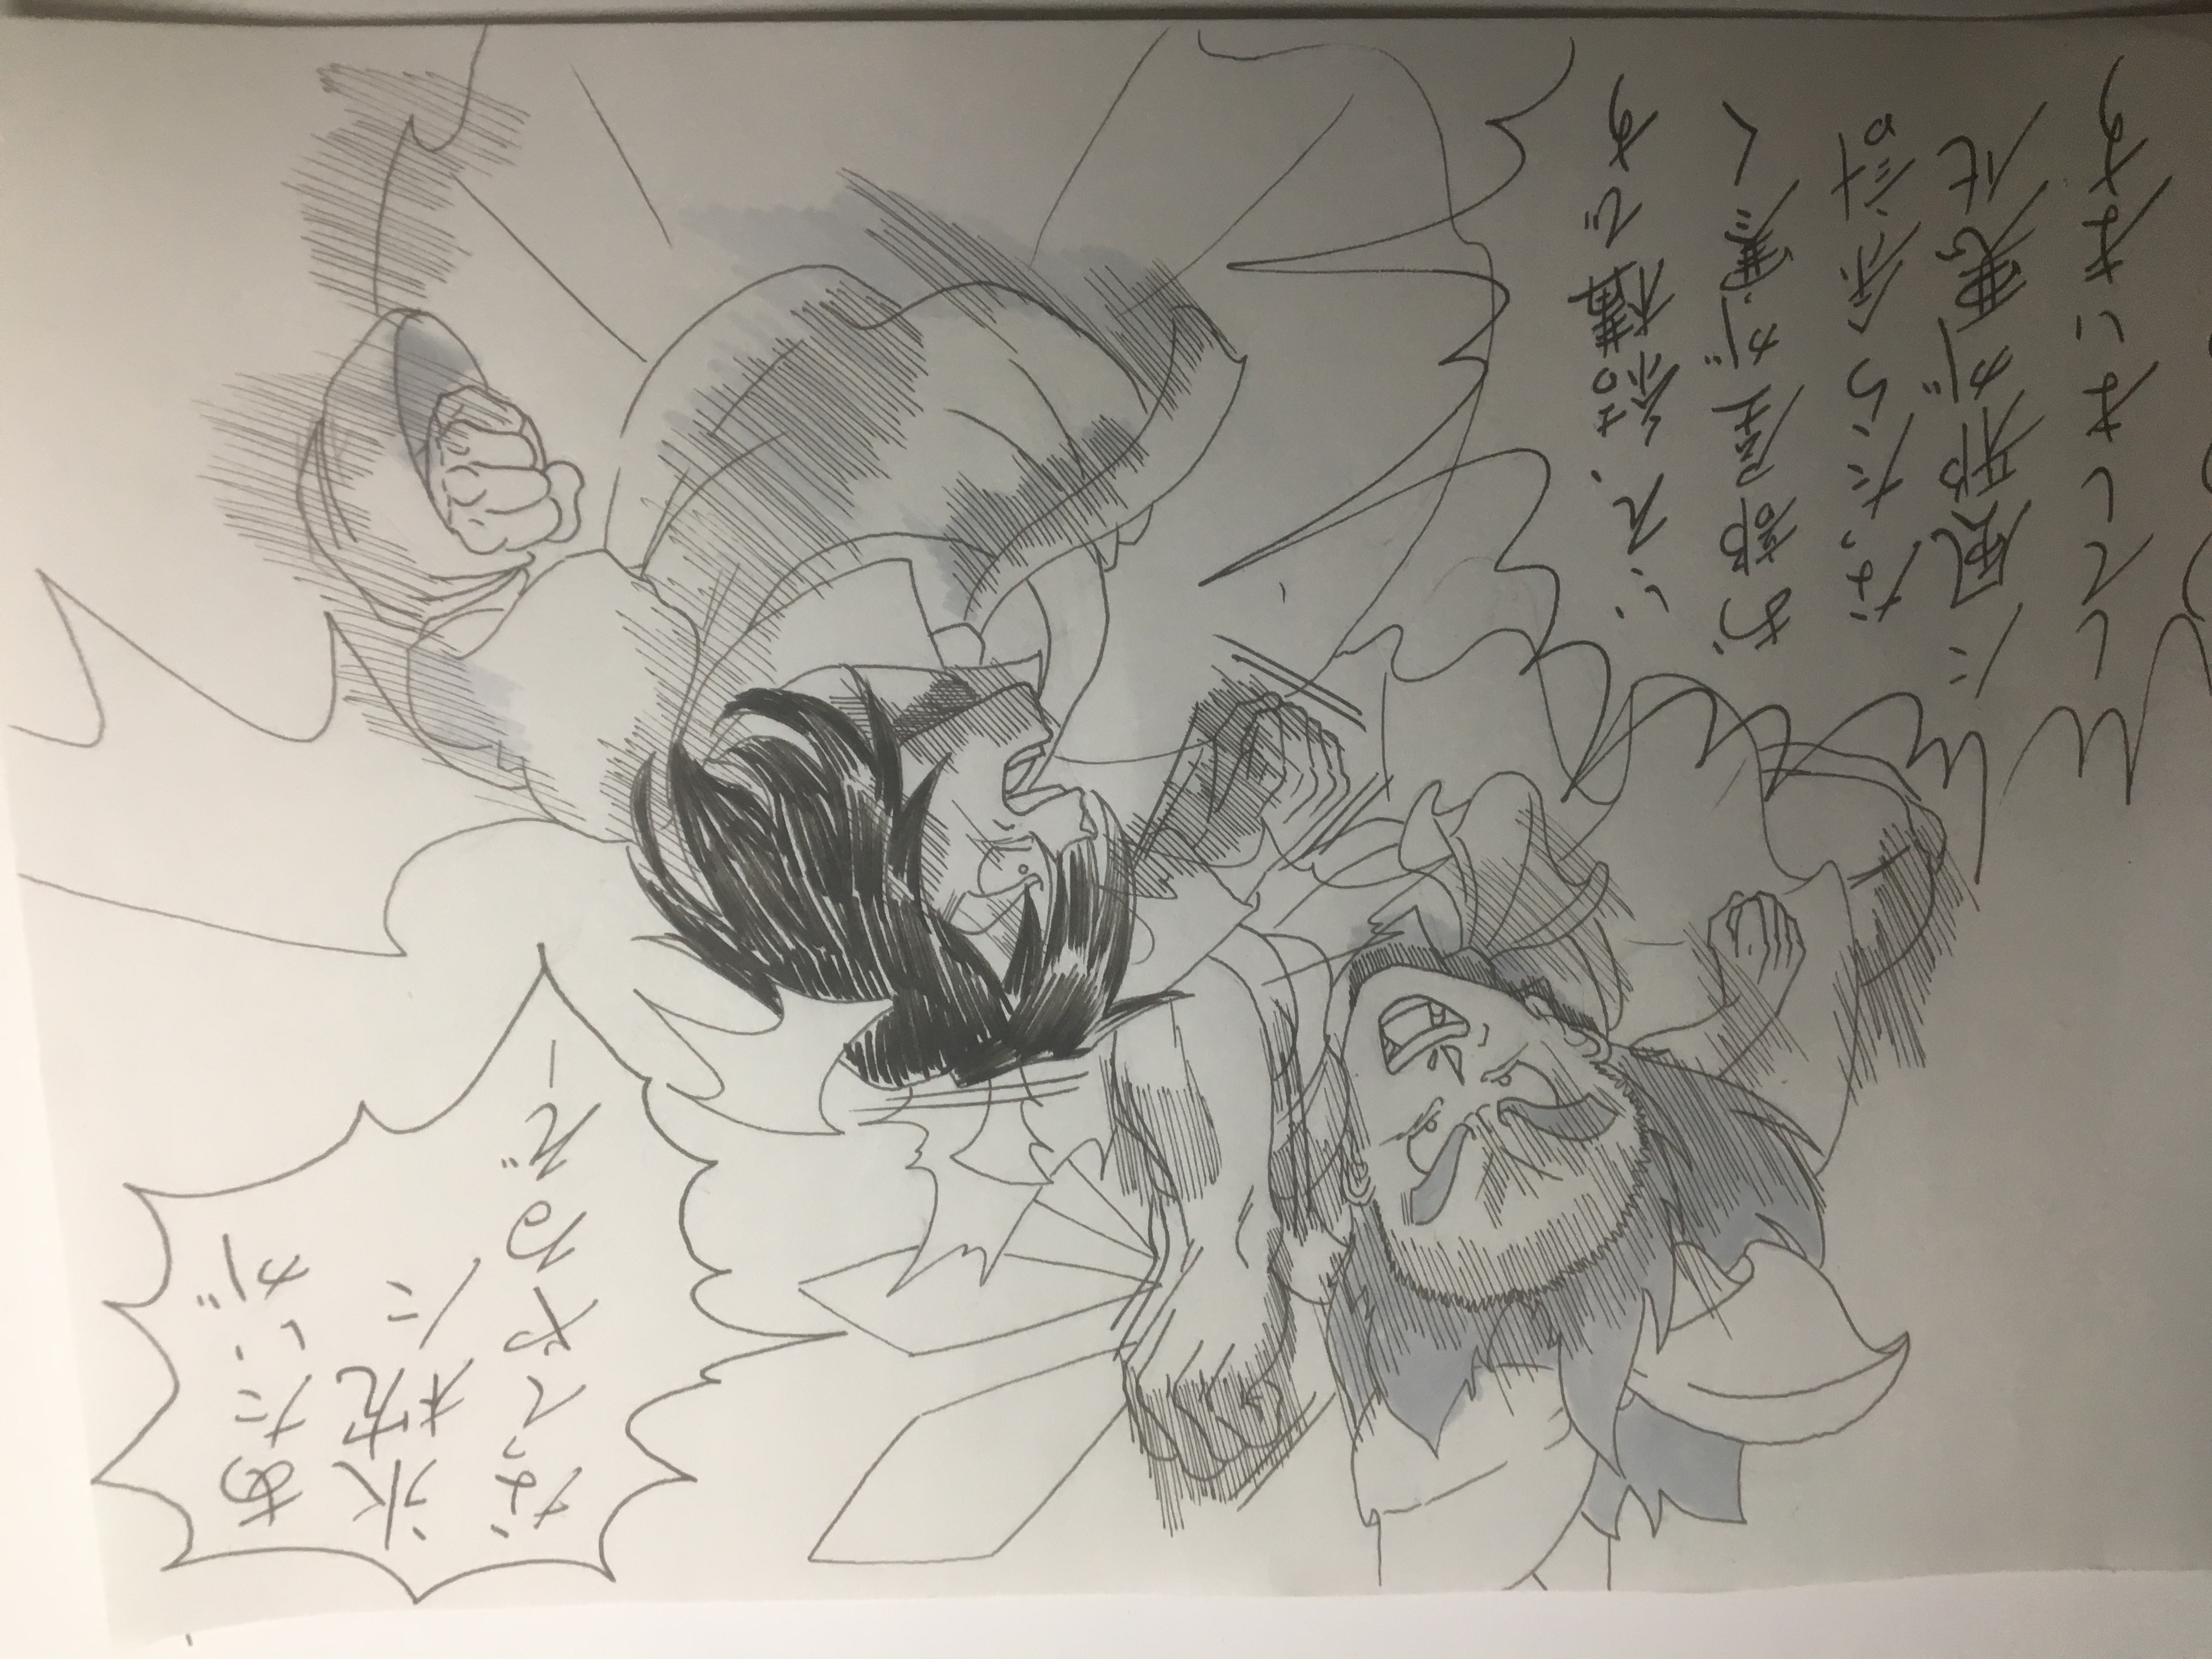 あたいが
氷枕に
なってやるぞー
いえ、結構です
お部屋が寒く
なったら余計
に風邪が悪化
してしまいます